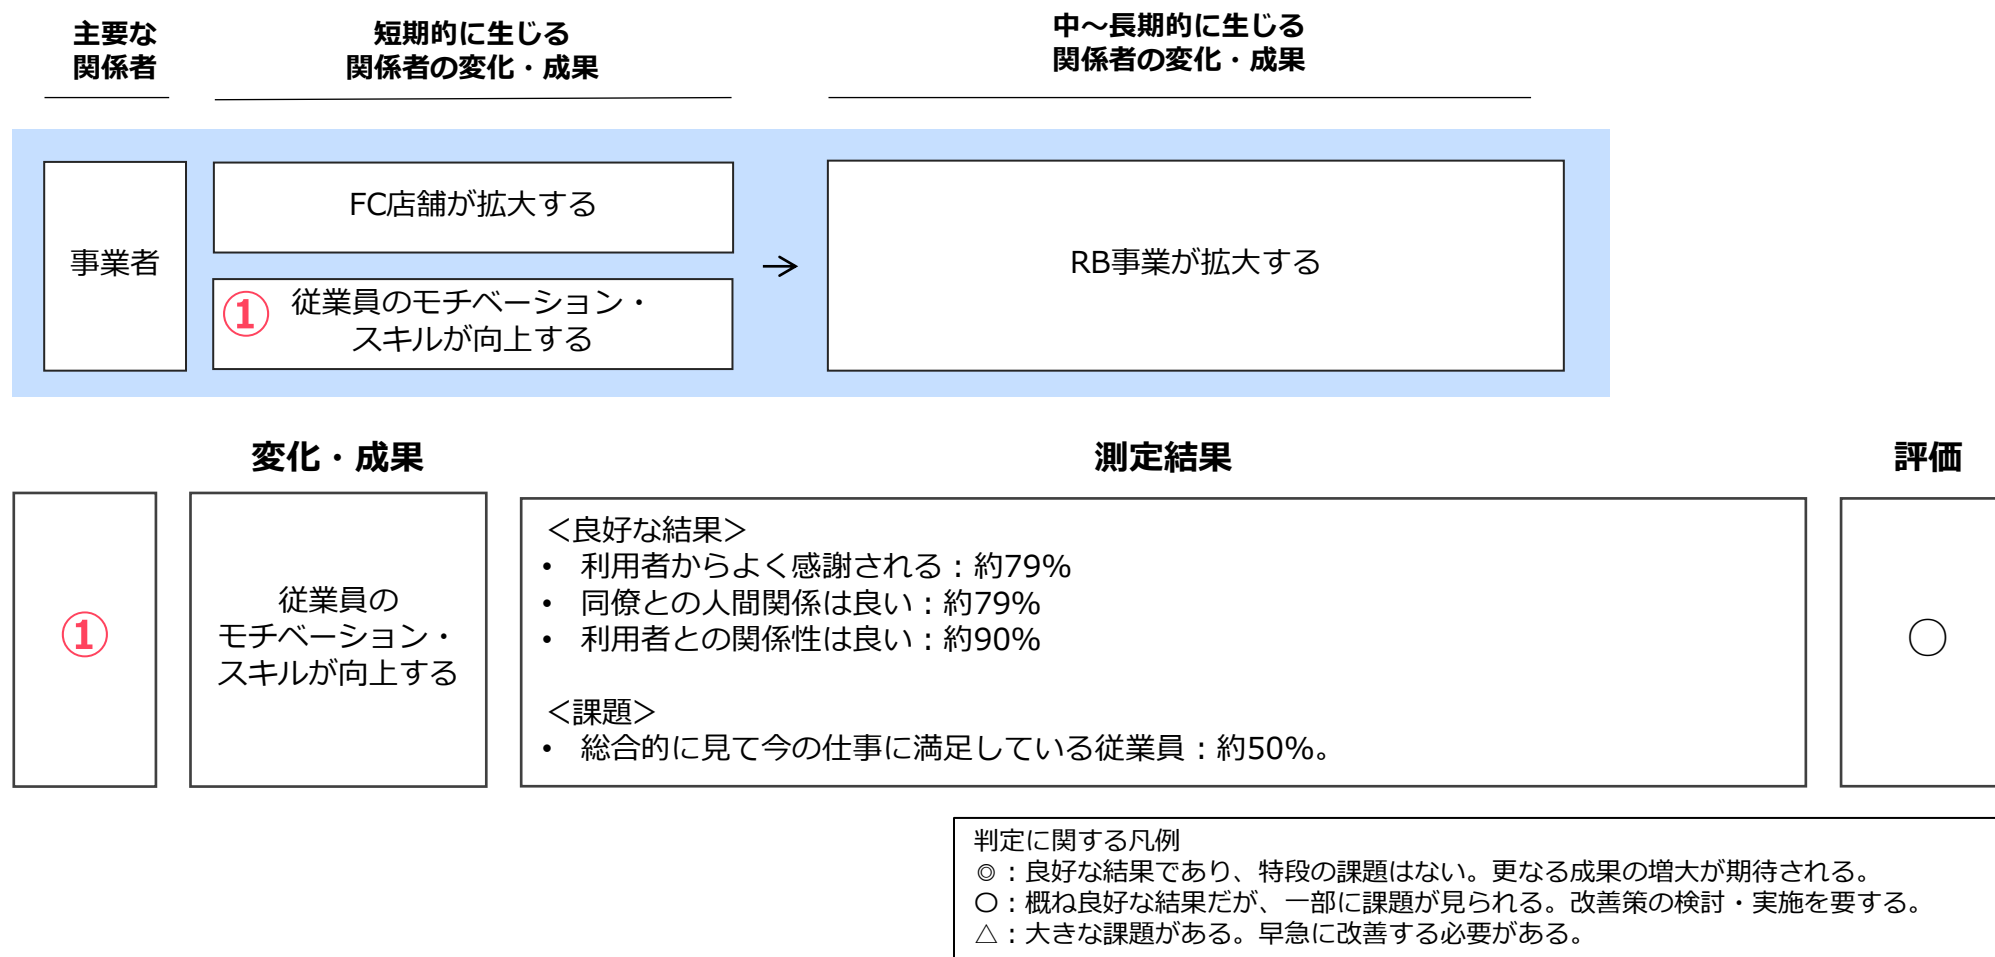 主要な
関係者
短期的に生じる
関係者の変化・成果
中～長期的に生じる
関係者の変化・成果
事業者
FC店舗が拡大する
① 従業員のモチベーション・
スキルが向上する
→
RB事業が拡大する
変化・成果
測定結果
評価
①
従業員の
モチベーション・
スキルが向上する
＜良好な結果＞
• 利用者からよく感謝される：約79%
• 同僚との人間関係は良い：約79%
• 利用者との関係性は良い：約90%
＜課題＞
• 総合的に見て今の仕事に満足している従業員：約50%。
○
判定に関する凡例
◎：良好な結果であり、特段の課題はない。更なる成果の増大が期待される。
○：概ね良好な結果だが、一部に課題が見られる。改善策の検討・実施を要する。
△：大きな課題がある。早急に改善する必要がある。